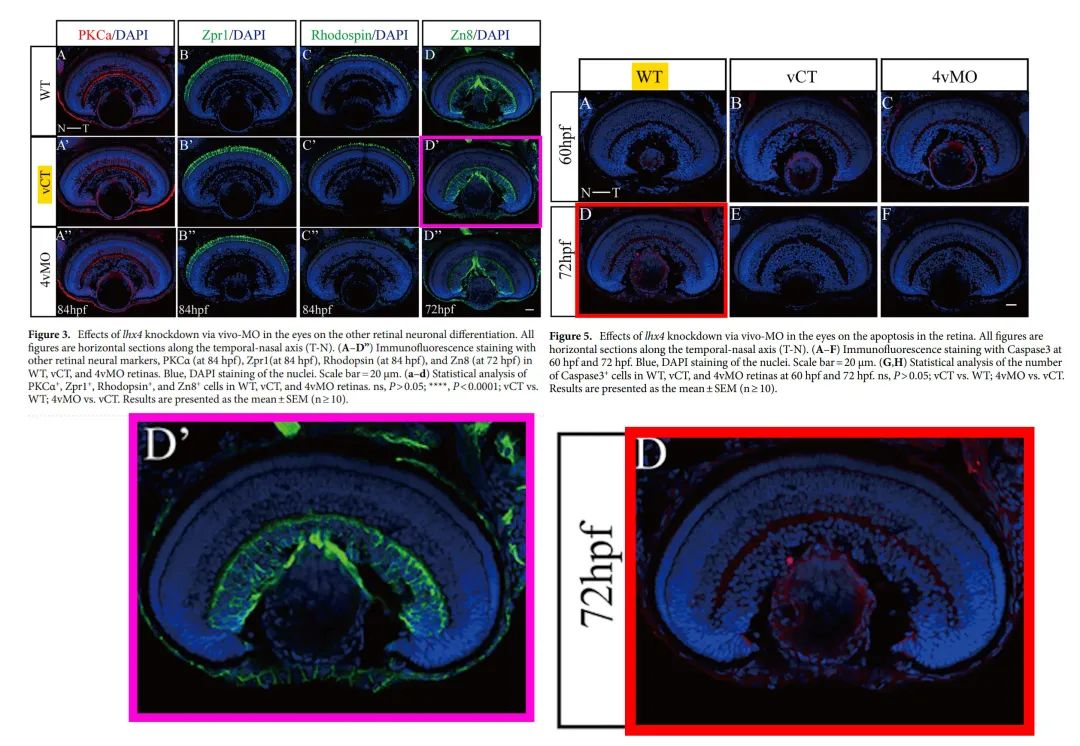 PKCa/DAPI Zpr1/DAPI Rhodospin/DAPI Zn8/DAPI
WT A B C D
N T
vCT A' B' C' D'
4vMO A'' B'' C'' D''
84hpf 84hpf 84hpf 72hpf
Figure 3. Effects of lhx4 knockdown via vivo-MO in the eyes on the other retinal neuronal differentiation. All
figures are horizontal sections along the temporal-nasal axis (T-N). (A–D”) Immunofluorescence staining with
other retinal neural markers, PKCα (at 84 hpf), Zpr1(at 84 hpf), Rhodopsin (at 84 hpf), and Zn8 (at 72 hpf) in
WT, vCT, and 4vMO retinas. Blue, DAPI staining of the nuclei. Scale bar = 20 μm. (a–d) Statistical analysis of
PKCα⁺, Zpr1⁺, Rhodopsin⁺, and Zn8⁺ cells in WT, vCT, and 4vMO retinas. ns, P > 0.05; ****, P < 0.0001; vCT vs.
WT; 4vMO vs. vCT. Results are presented as the mean ± SEM (n ≥ 10).
WT vCT 4vMO
60hpf A B C
N T
72hpf D E F
Figure 5. Effects of lhx4 knockdown via vivo-MO in the eyes on the apoptosis in the retina. All figures are
horizontal sections along the temporal-nasal axis (T-N). (A–F) Immunofluorescence staining with Caspase3 at
60 hpf and 72 hpf. Blue, DAPI staining of the nuclei. Scale bar = 20 μm. (G,H) Statistical analysis of the number
of Caspase3⁺ cells in WT, vCT, and 4vMO retinas at 60 hpf and 72 hpf. ns, P > 0.05; vCT vs. WT; 4vMO vs. vCT.
Results are presented as the mean ± SEM (n ≥ 10).
D’
72hpf D